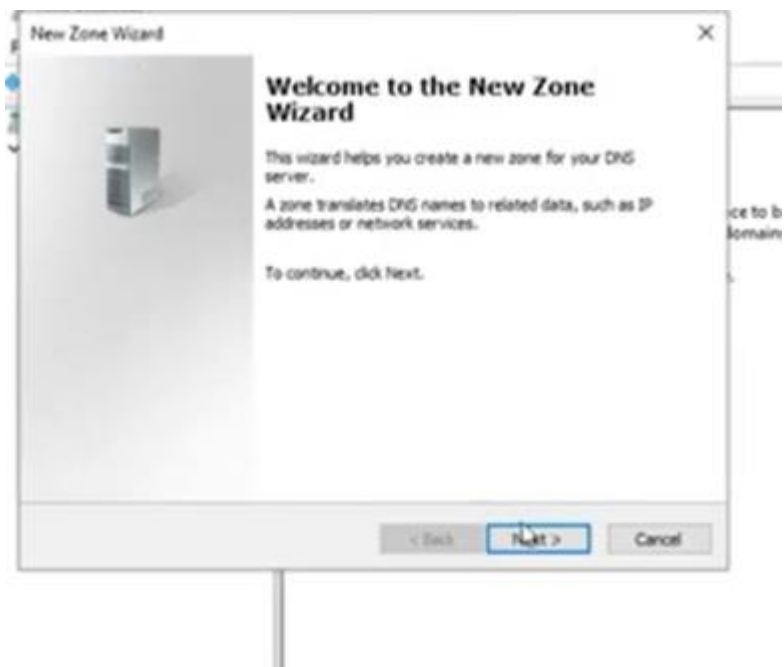 New Zone Wizard
Welcome to the New Zone
Wizard
This wizard helps you create a new zone for your DNS
server.
A zone translates DNS names to related data, such as IP
addresses or network services.
To continue, click Next.
< Back Next > Cancel
ce to b
domain